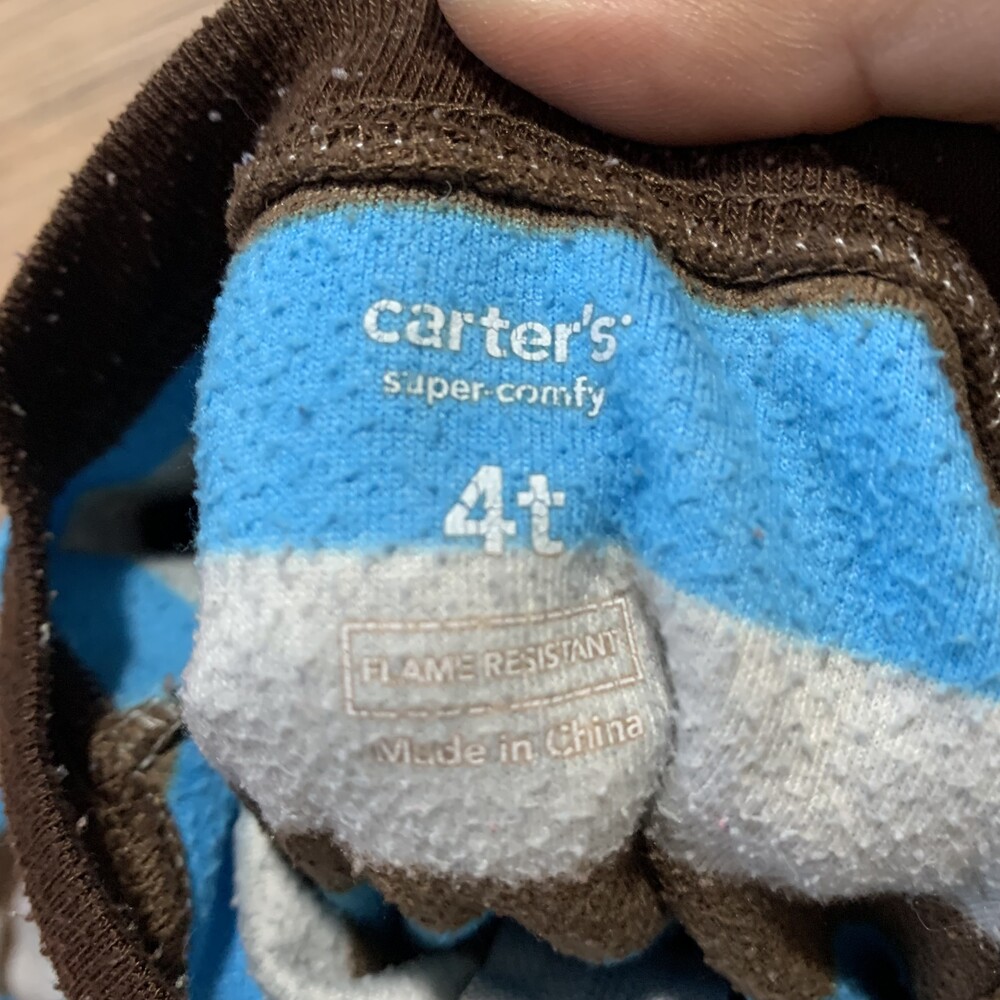 carter's
super-comfy
4t
FLAME RESISTANT
Made in China